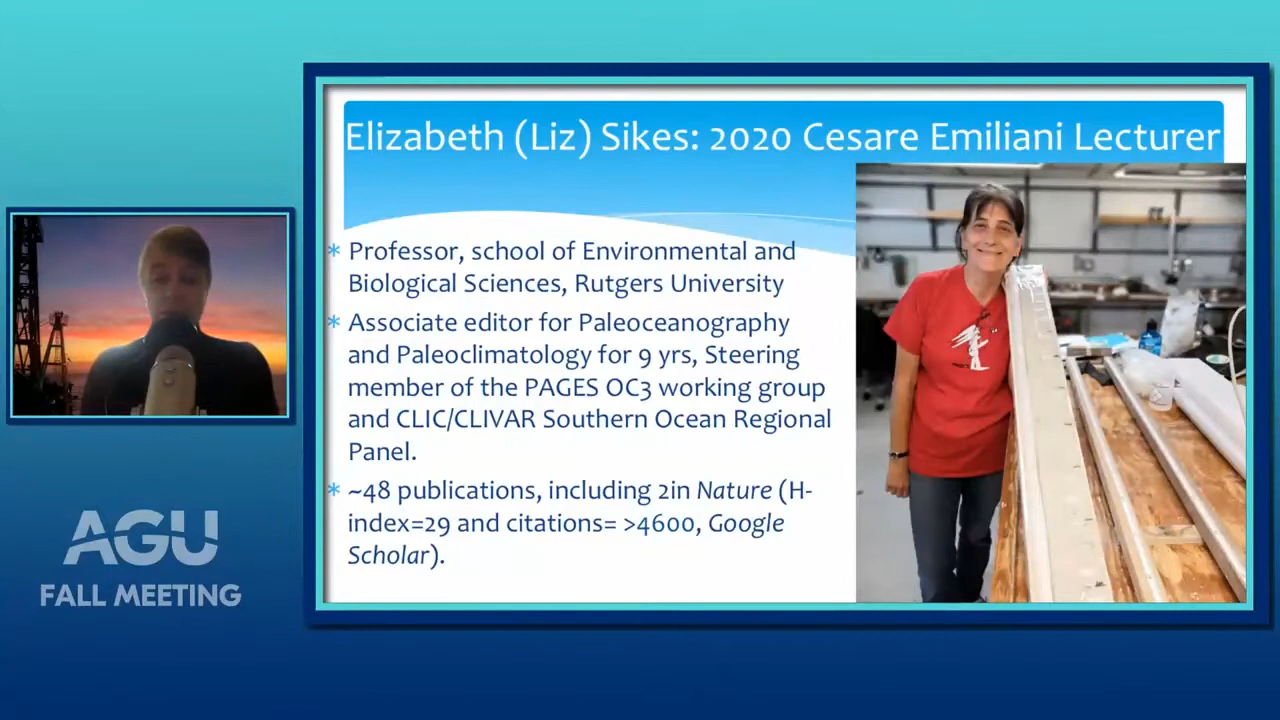 Elizabeth (Liz) Sikes: 2020 Cesare Emiliani Lecturer
* Professor, school of Environmental and
Biological Sciences, Rutgers University
* Associate editor for Paleoceanography
and Paleoclimatology for 9 yrs, Steering
member of the PAGES OC3 working group
and CLIC/CLIVAR Southern Ocean Regional
Panel.
* ~48 publications, including 2in Nature (H-
index=29 and citations= >4600, Google
Scholar).
AGU
FALL MEETING